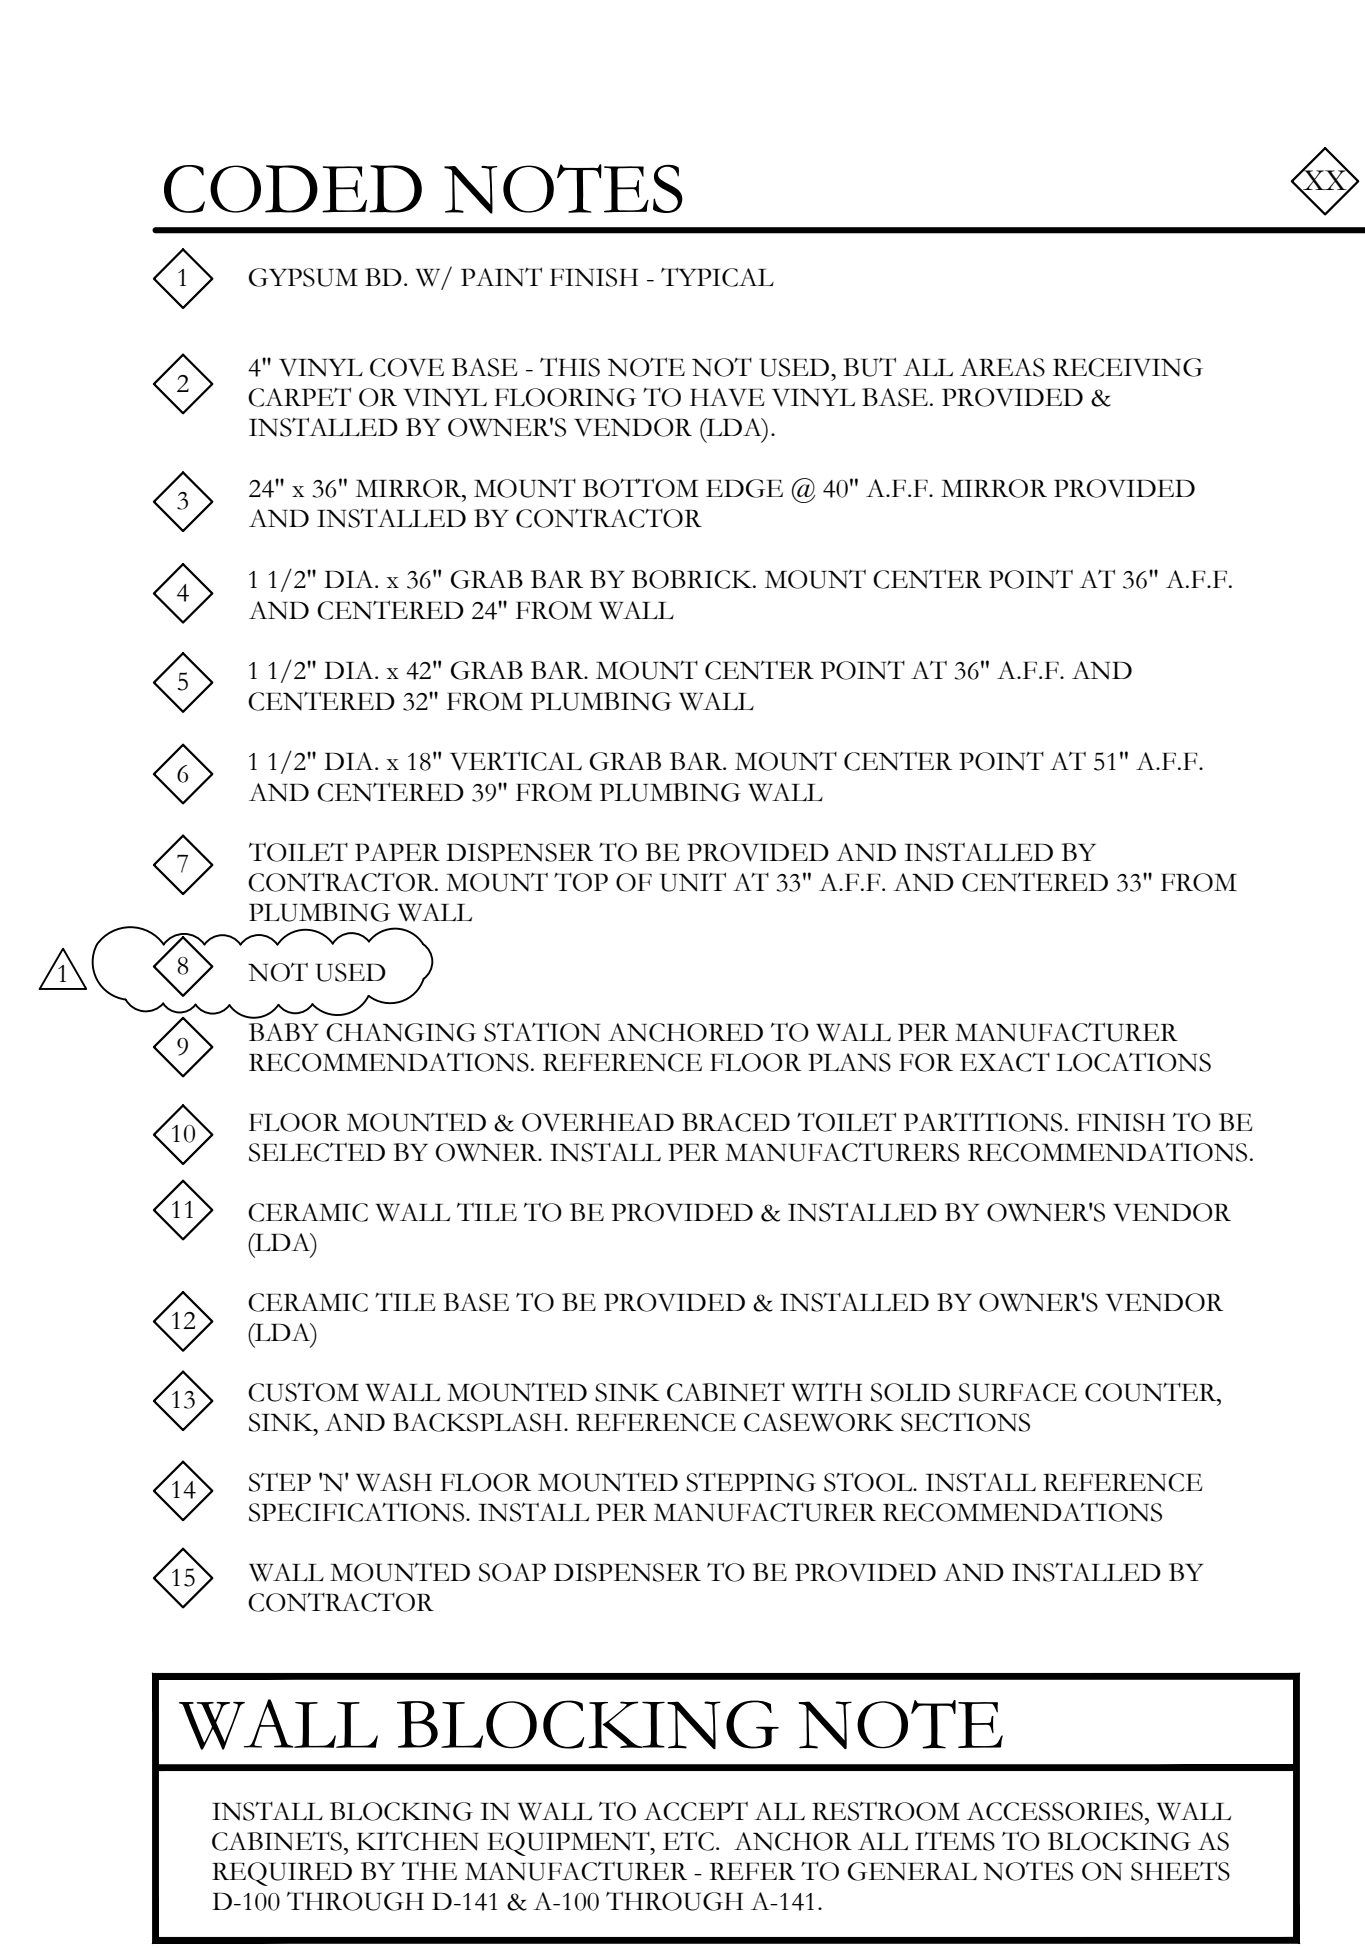 CODED NOTES
XX
1 GYPSUM BD. W/ PAINT FINISH - TYPICAL
2 4" VINYL COVE BASE - THIS NOTE NOT USED, BUT ALL AREAS RECEIVING
CARPET OR VINYL FLOORING TO HAVE VINYL BASE. PROVIDED &
INSTALLED BY OWNER'S VENDOR (LDA).
3 24" x 36" MIRROR, MOUNT BOTTOM EDGE @ 40" A.F.F. MIRROR PROVIDED
AND INSTALLED BY CONTRACTOR
4 1 1/2" DIA. x 36" GRAB BAR BY BOBRICK. MOUNT CENTER POINT AT 36" A.F.F.
AND CENTERED 24" FROM WALL
5 1 1/2" DIA. x 42" GRAB BAR. MOUNT CENTER POINT AT 36" A.F.F. AND
CENTERED 32" FROM PLUMBING WALL
6 1 1/2" DIA. x 18" VERTICAL GRAB BAR. MOUNT CENTER POINT AT 51" A.F.F.
AND CENTERED 39" FROM PLUMBING WALL
7 TOILET PAPER DISPENSER TO BE PROVIDED AND INSTALLED BY
CONTRACTOR. MOUNT TOP OF UNIT AT 33" A.F.F. AND CENTERED 33" FROM
PLUMBING WALL
1 8 NOT USED
9 BABY CHANGING STATION ANCHORED TO WALL PER MANUFACTURER
RECOMMENDATIONS. REFERENCE FLOOR PLANS FOR EXACT LOCATIONS
10 FLOOR MOUNTED & OVERHEAD BRACED TOILET PARTITIONS. FINISH TO BE
SELECTED BY OWNER. INSTALL PER MANUFACTURERS RECOMMENDATIONS.
11 CERAMIC WALL TILE TO BE PROVIDED & INSTALLED BY OWNER'S VENDOR
(LDA)
12 CERAMIC TILE BASE TO BE PROVIDED & INSTALLED BY OWNER'S VENDOR
(LDA)
13 CUSTOM WALL MOUNTED SINK CABINET WITH SOLID SURFACE COUNTER,
SINK, AND BACKSPLASH. REFERENCE CASEWORK SECTIONS
14 STEP 'N' WASH FLOOR MOUNTED STEPPING STOOL. INSTALL REFERENCE
SPECIFICATIONS. INSTALL PER MANUFACTURER RECOMMENDATIONS
15 WALL MOUNTED SOAP DISPENSER TO BE PROVIDED AND INSTALLED BY
CONTRACTOR
WALL BLOCKING NOTE
INSTALL BLOCKING IN WALL TO ACCEPT ALL RESTROOM ACCESSORIES, WALL
CABINETS, KITCHEN EQUIPMENT, ETC.  ANCHOR ALL ITEMS TO BLOCKING AS
REQUIRED BY THE MANUFACTURER - REFER TO GENERAL NOTES ON SHEETS
D-100 THROUGH D-141 & A-100 THROUGH A-141.